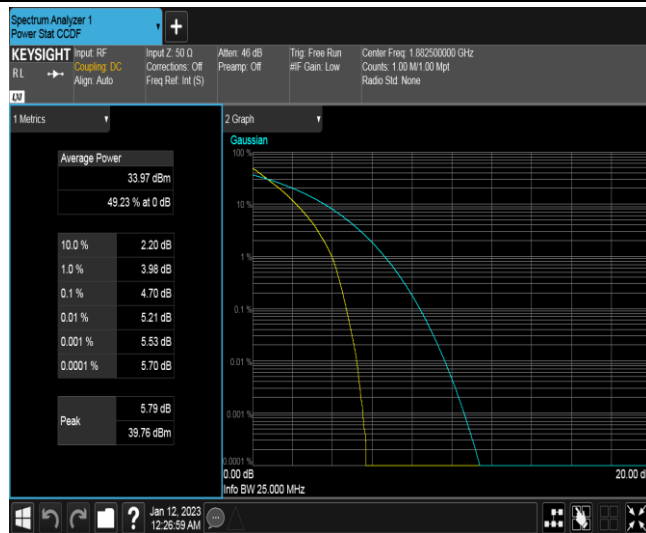 Spectrum Analyzer 1
Power Stat CCDF
+
KEYSIGHT
RL
Input: RF
Coupling: DC
Align: Auto
Input Z: 50 Ω
Corrections: Off
Freq Ref: Int (S)
Atten: 46 dB
Preamp: Off
Trig: Free Run
#IF Gain: Low
Center Freq: 1.882500000 GHz
Counts: 1.00 M/1.00 Mpt
Radio Std: None
1 Metrics
Average Power
33.97 dBm
49.23 % at 0 dB
10.0 % 2.20 dB
1.0 % 3.98 dB
0.1 % 4.70 dB
0.01 % 5.21 dB
0.001 % 5.53 dB
0.0001 % 5.70 dB
Peak
5.79 dB
39.76 dBm
2 Graph
Gaussian
100 %
10 %
1 %
0.1 %
0.01 %
0.001 %
0.0001 %
0.00 dB
20.00 d
Info BW 25.000 MHz
?
Jan 12, 2023
12:26:59 AM